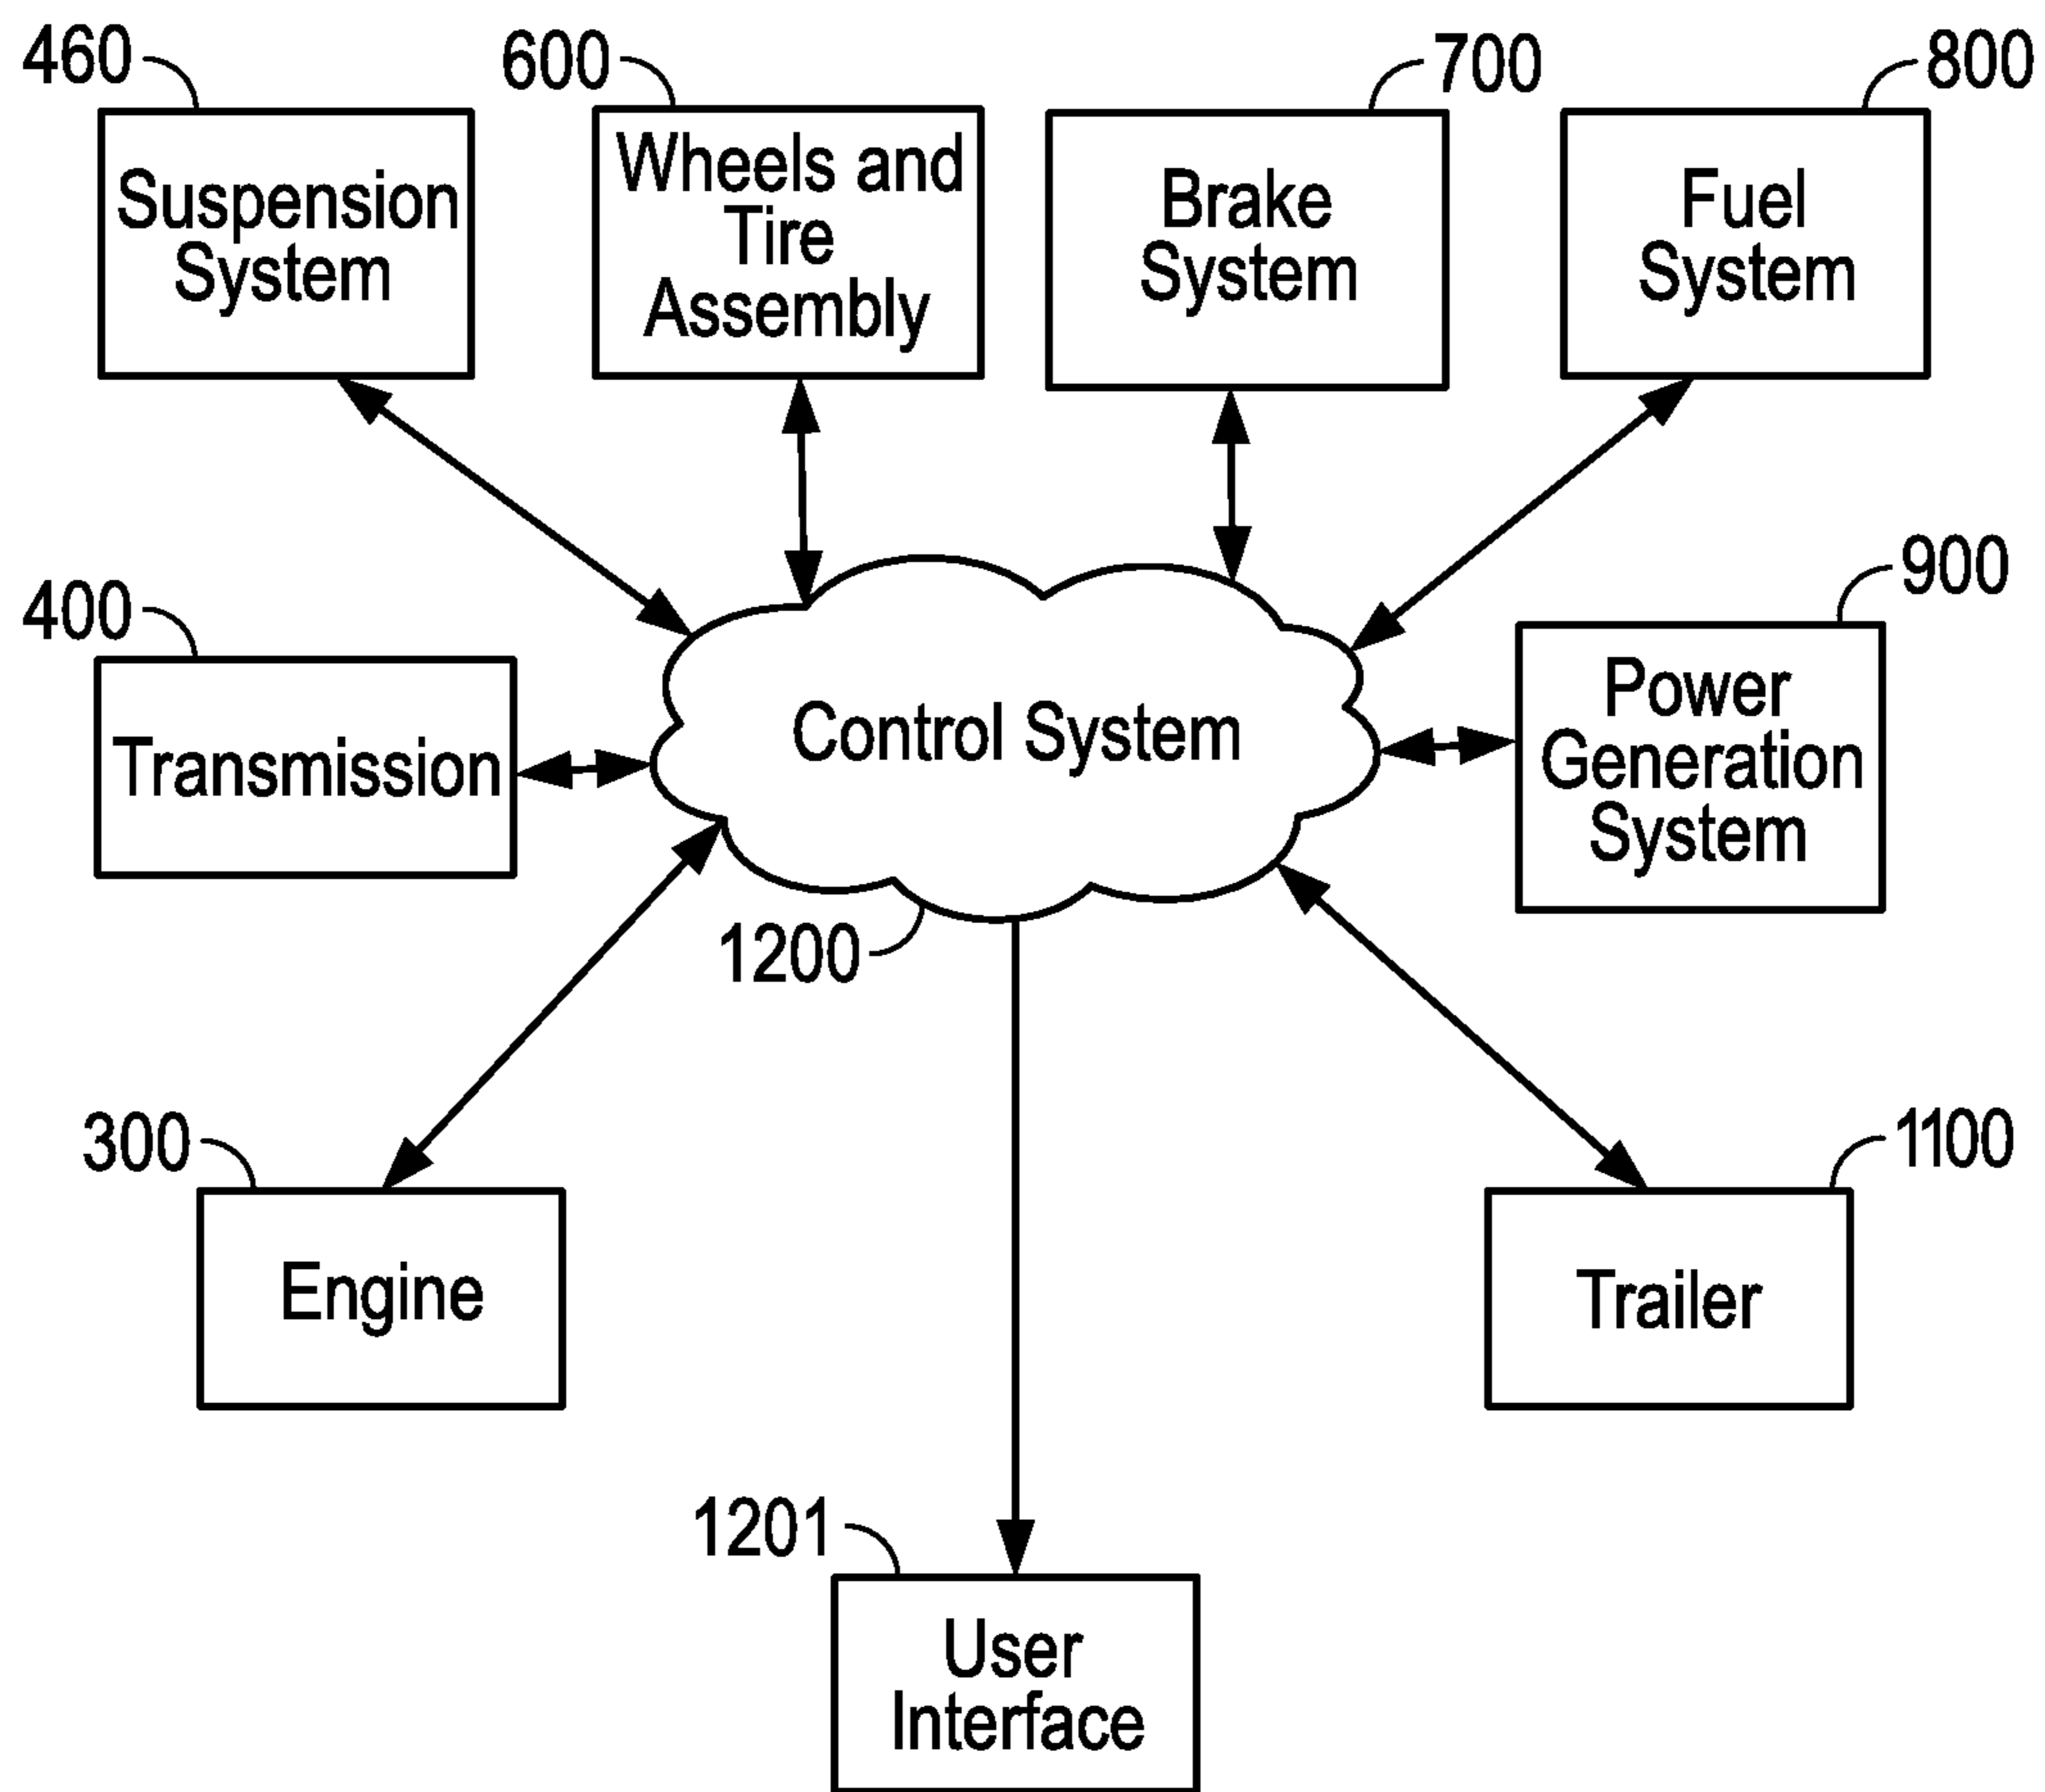 460
600
700
800
Suspension
System
Wheels and
Tire
Assembly
Brake
System
Fuel
System
400
900
Transmission
Control System
Power
Generation
System
1200
300
1100
Engine
Trailer
1201
User
Interface